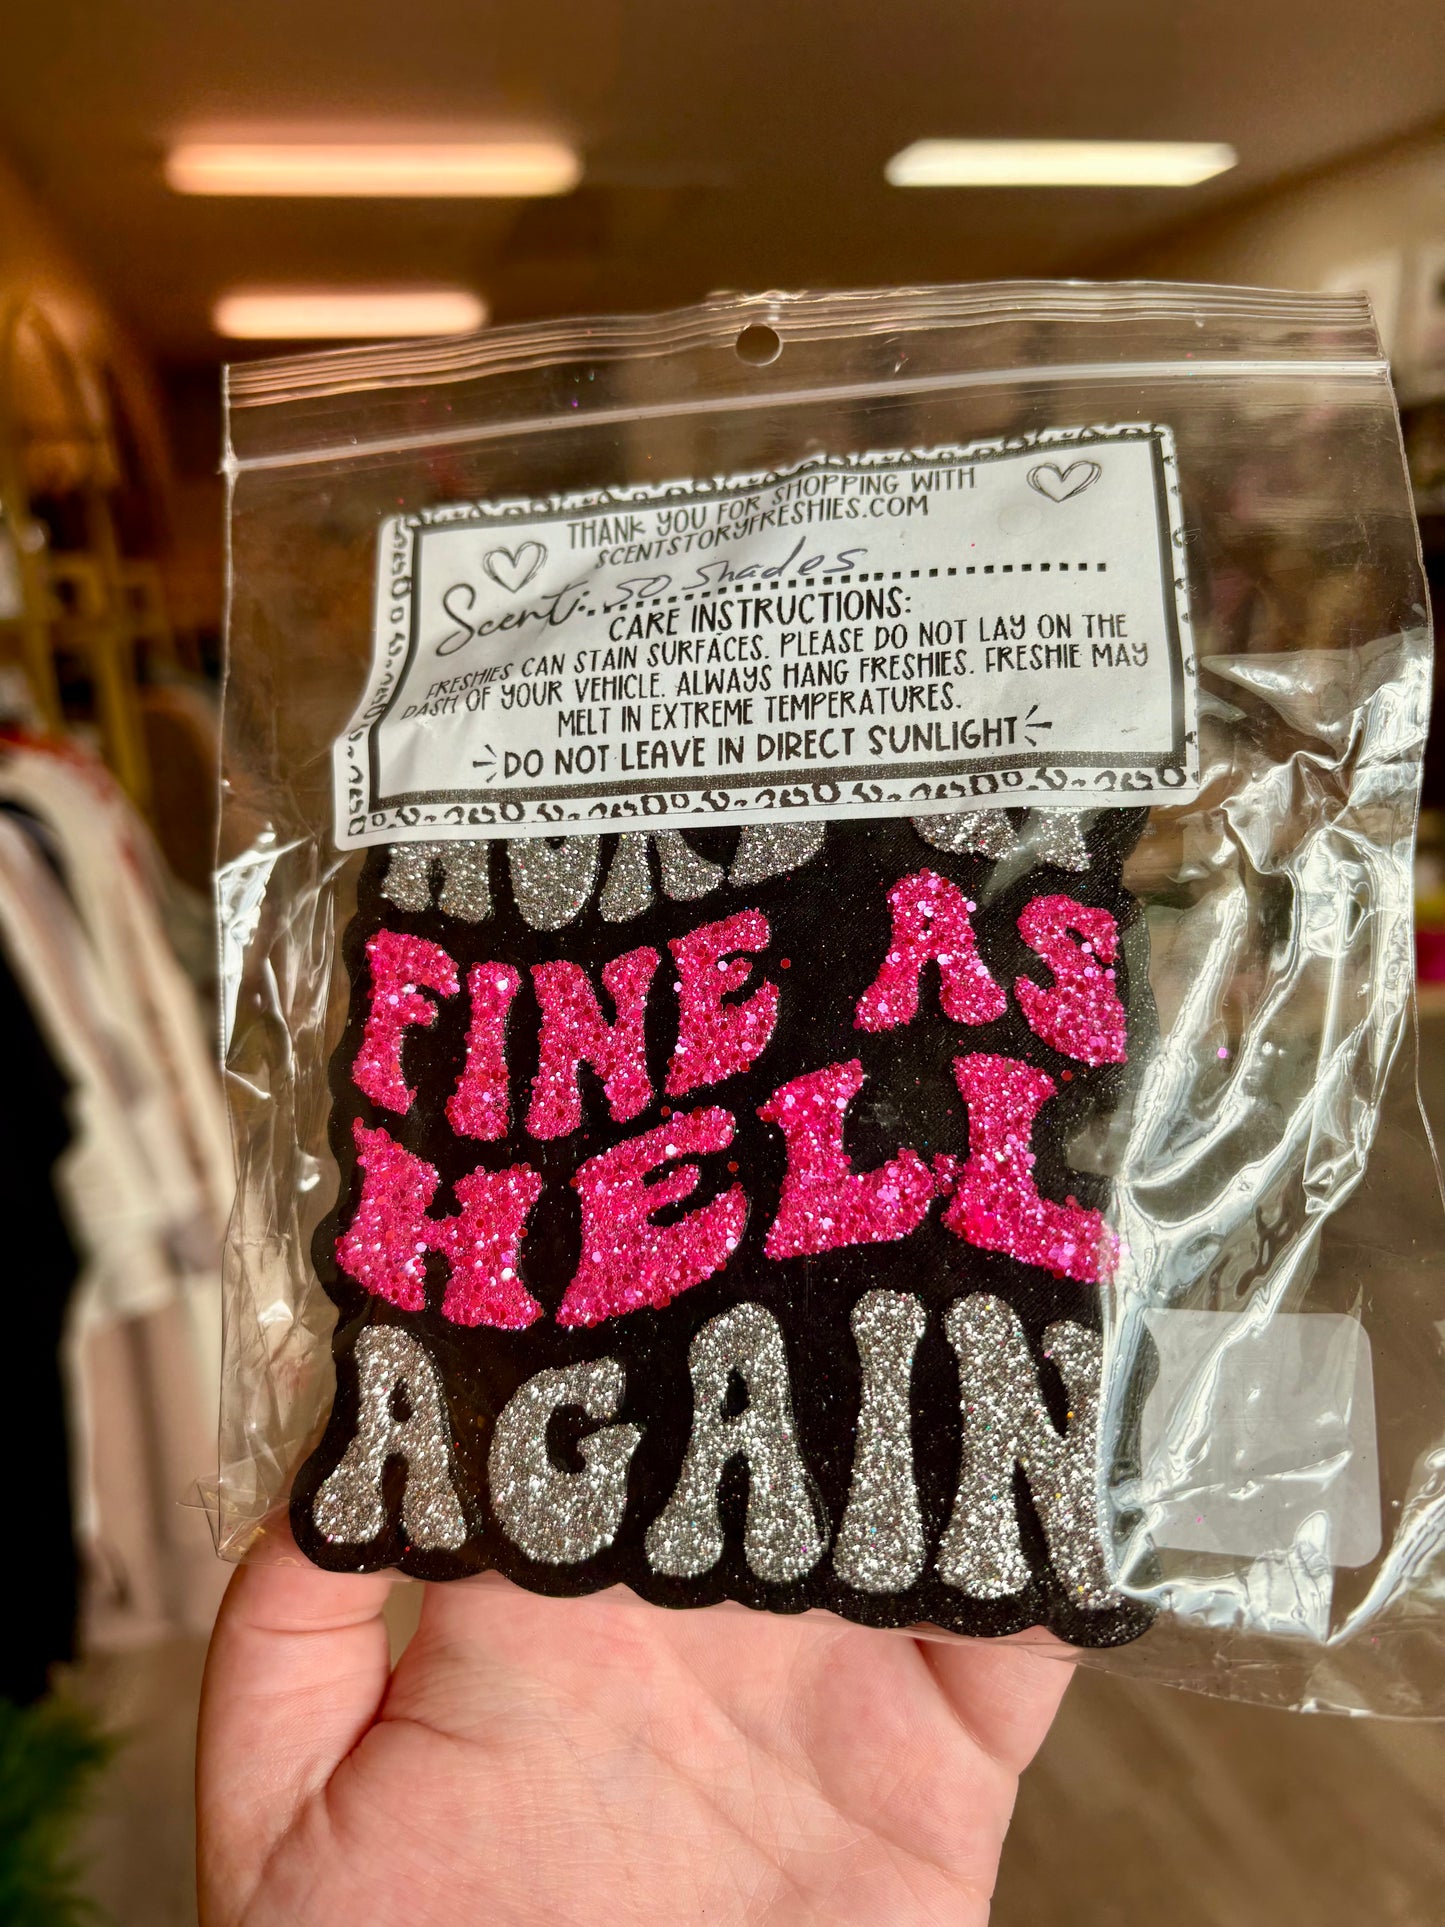 THANK YOU FOR SHOPPING WITH
SCENTSTORYFRESHIES.COM
Scent: 50 Shades
CARE INSTRUCTIONS:
FRESHIES CAN STAIN SURFACES. PLEASE DO NOT LAY ON THE
DASH OF YOUR VEHICLE. ALWAYS HANG FRESHIES. FRESHIE MAY
MELT IN EXTREME TEMPERATURES.
DO NOT LEAVE IN DIRECT SUNLIGHT
FINE AS
HELL
AGAIN